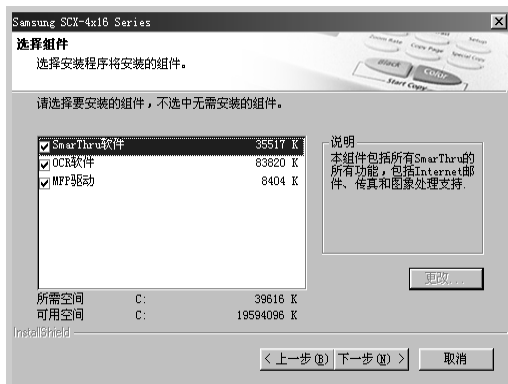 Samsung SCX-4x16 Series
选择组件
选择安装程序将安装的组件。
Black
Color
Start Copy
请选择要安装的组件，不选中无需安装的组件。
SmarThru软件 35517 K
OCR软件 83820 K
MFP驱动 8404 K
说明
本组件包括所有SmarThru的
所有功能，包括Internet邮
件、传真和图象处理支持.
更改...
所需空间 C: 39616 K
可用空间 C: 19594096 K
InstallShield
< 上一步(B) 下一步(N) > 取消